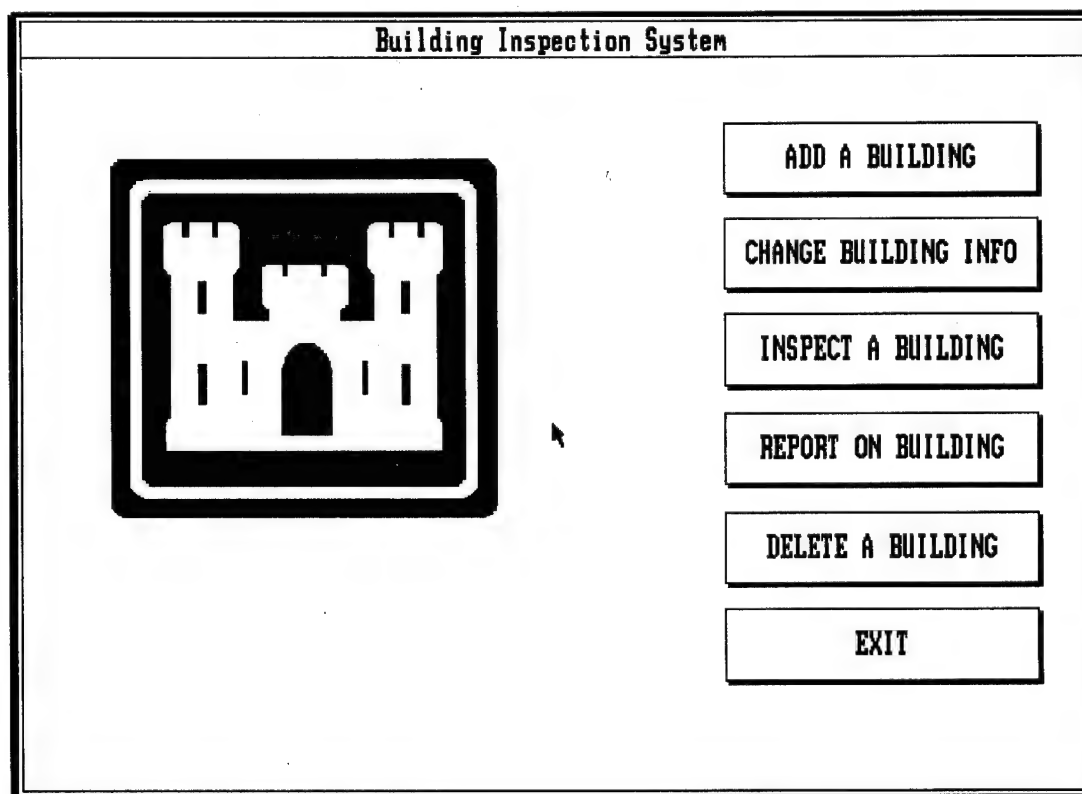 Building Inspection System
ADD A BUILDING
CHANGE BUILDING INFO
INSPECT A BUILDING
REPORT ON BUILDING
DELETE A BUILDING
EXIT